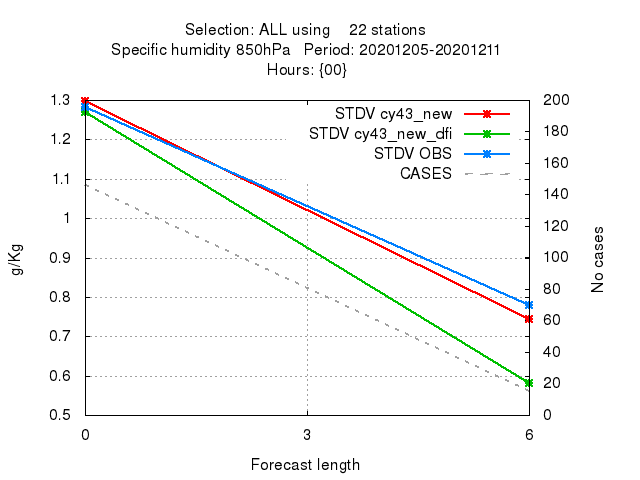 Selection: ALL using 22 stations
Specific humidity 850hPa Period: 20201205-20201211
Hours: {00}
STDV cy43_new
STDV cy43_new_dfi
STDV OBS
CASES
1.3
1.2
1.1
1
0.9
0.8
0.7
0.6
0.5
g/Kg
200
180
160
140
120
100
80
60
40
20
0
No cases
0 3 6
Forecast length